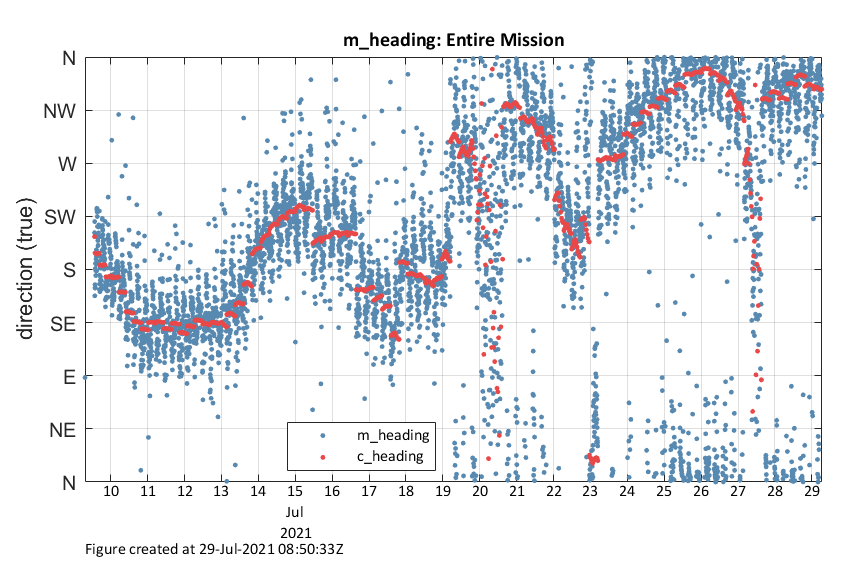 m_heading: Entire Mission
direction (true)
N
NW
W
SW
S
SE
E
NE
N
m_heading
c_heading
10 11 12 13 14 15 16 17 18 19 20 21 22 23 24 25 26 27 28 29
Jul
2021
Figure created at 29-Jul-2021 08:50:33Z